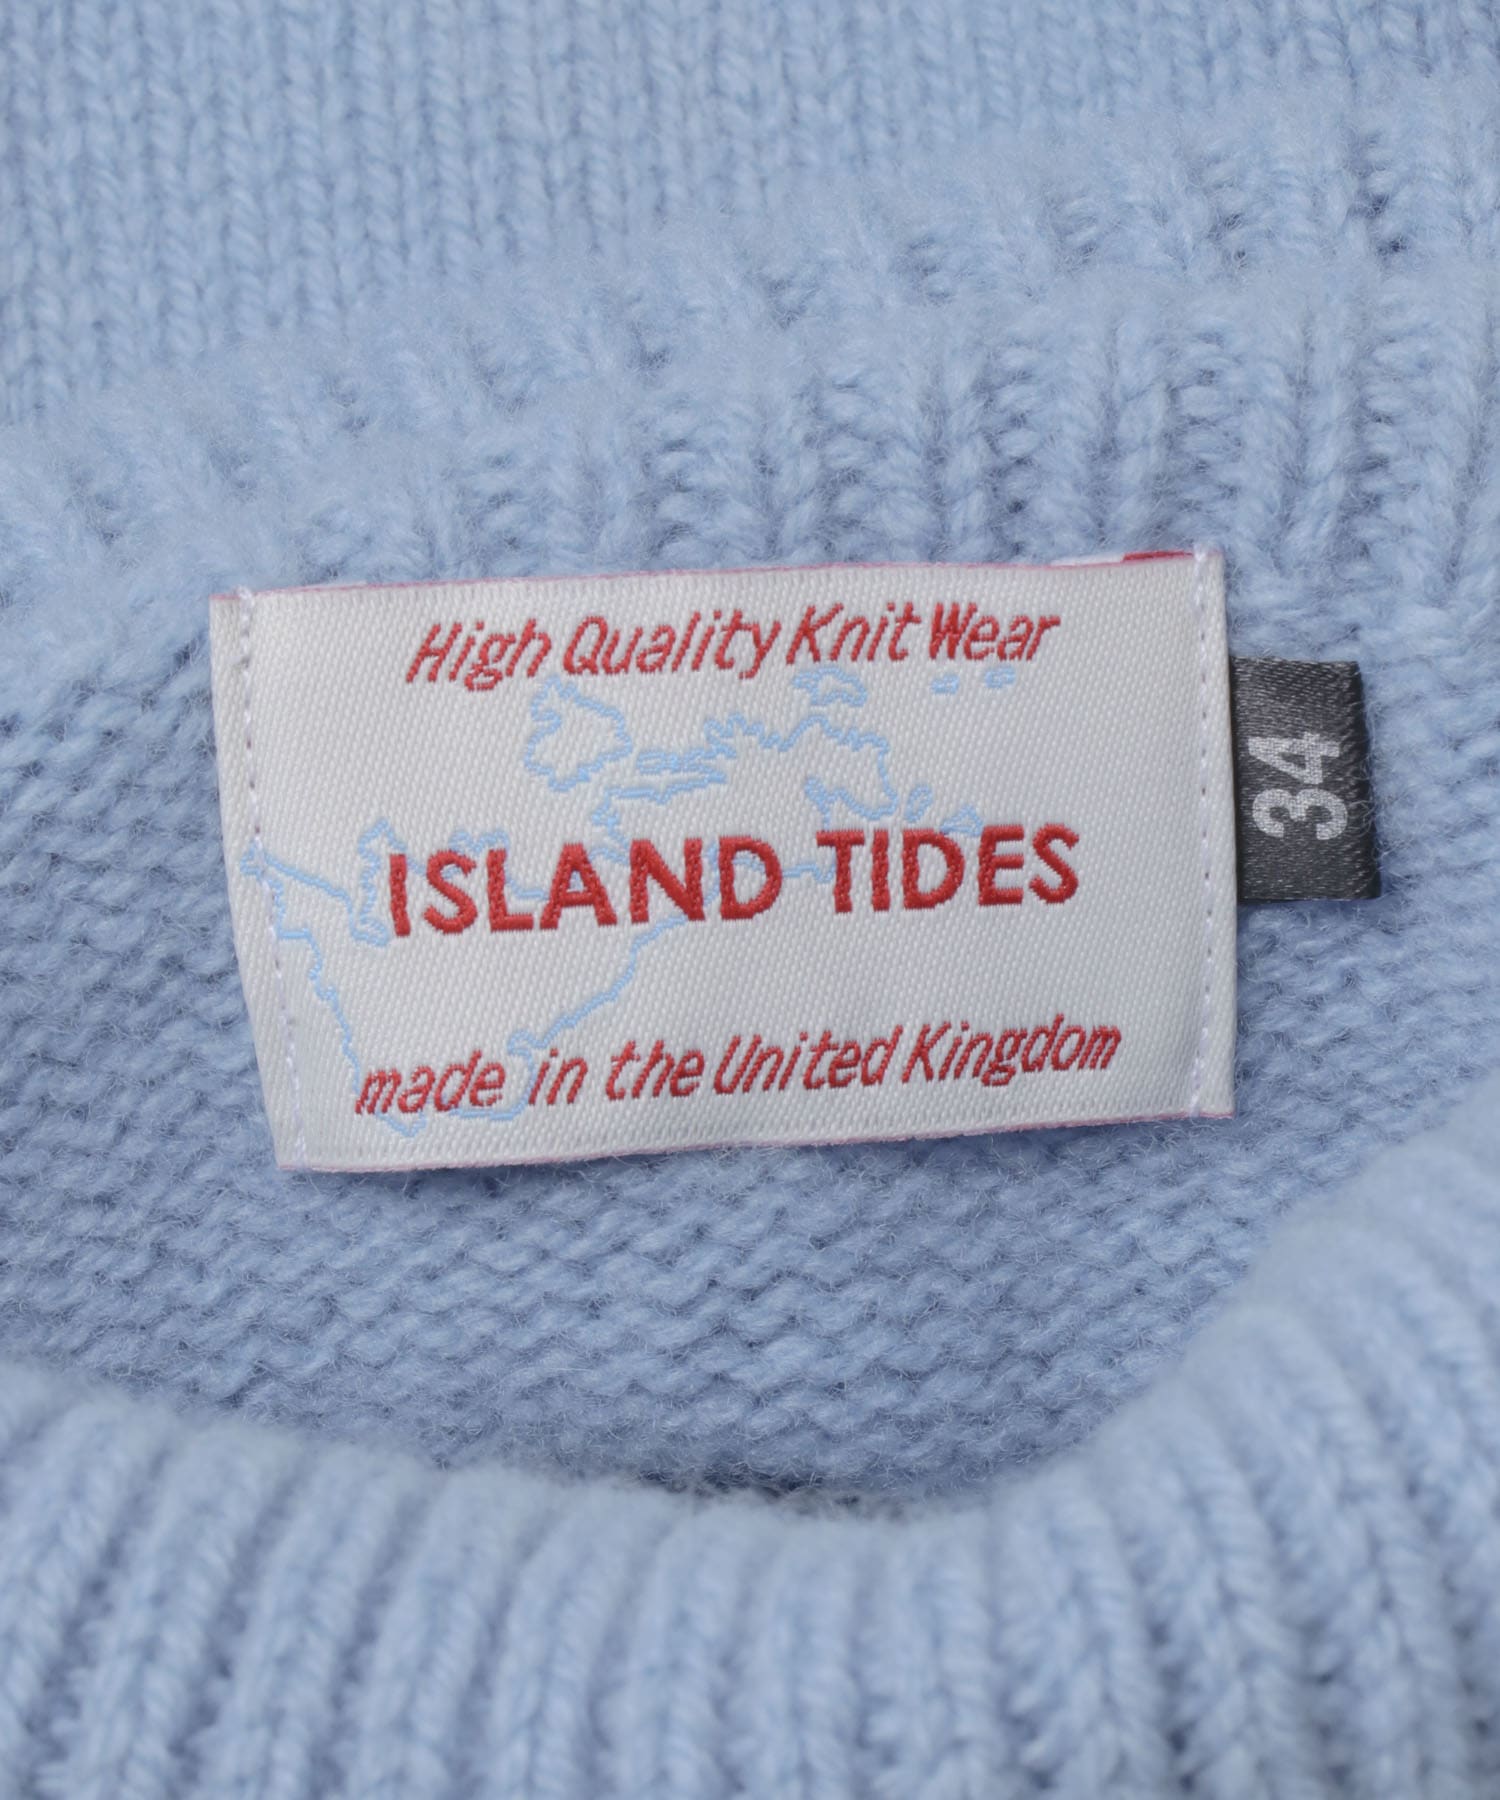 High Quality Knit Wear
ISLAND TIDES
made in the United Kingdom
34